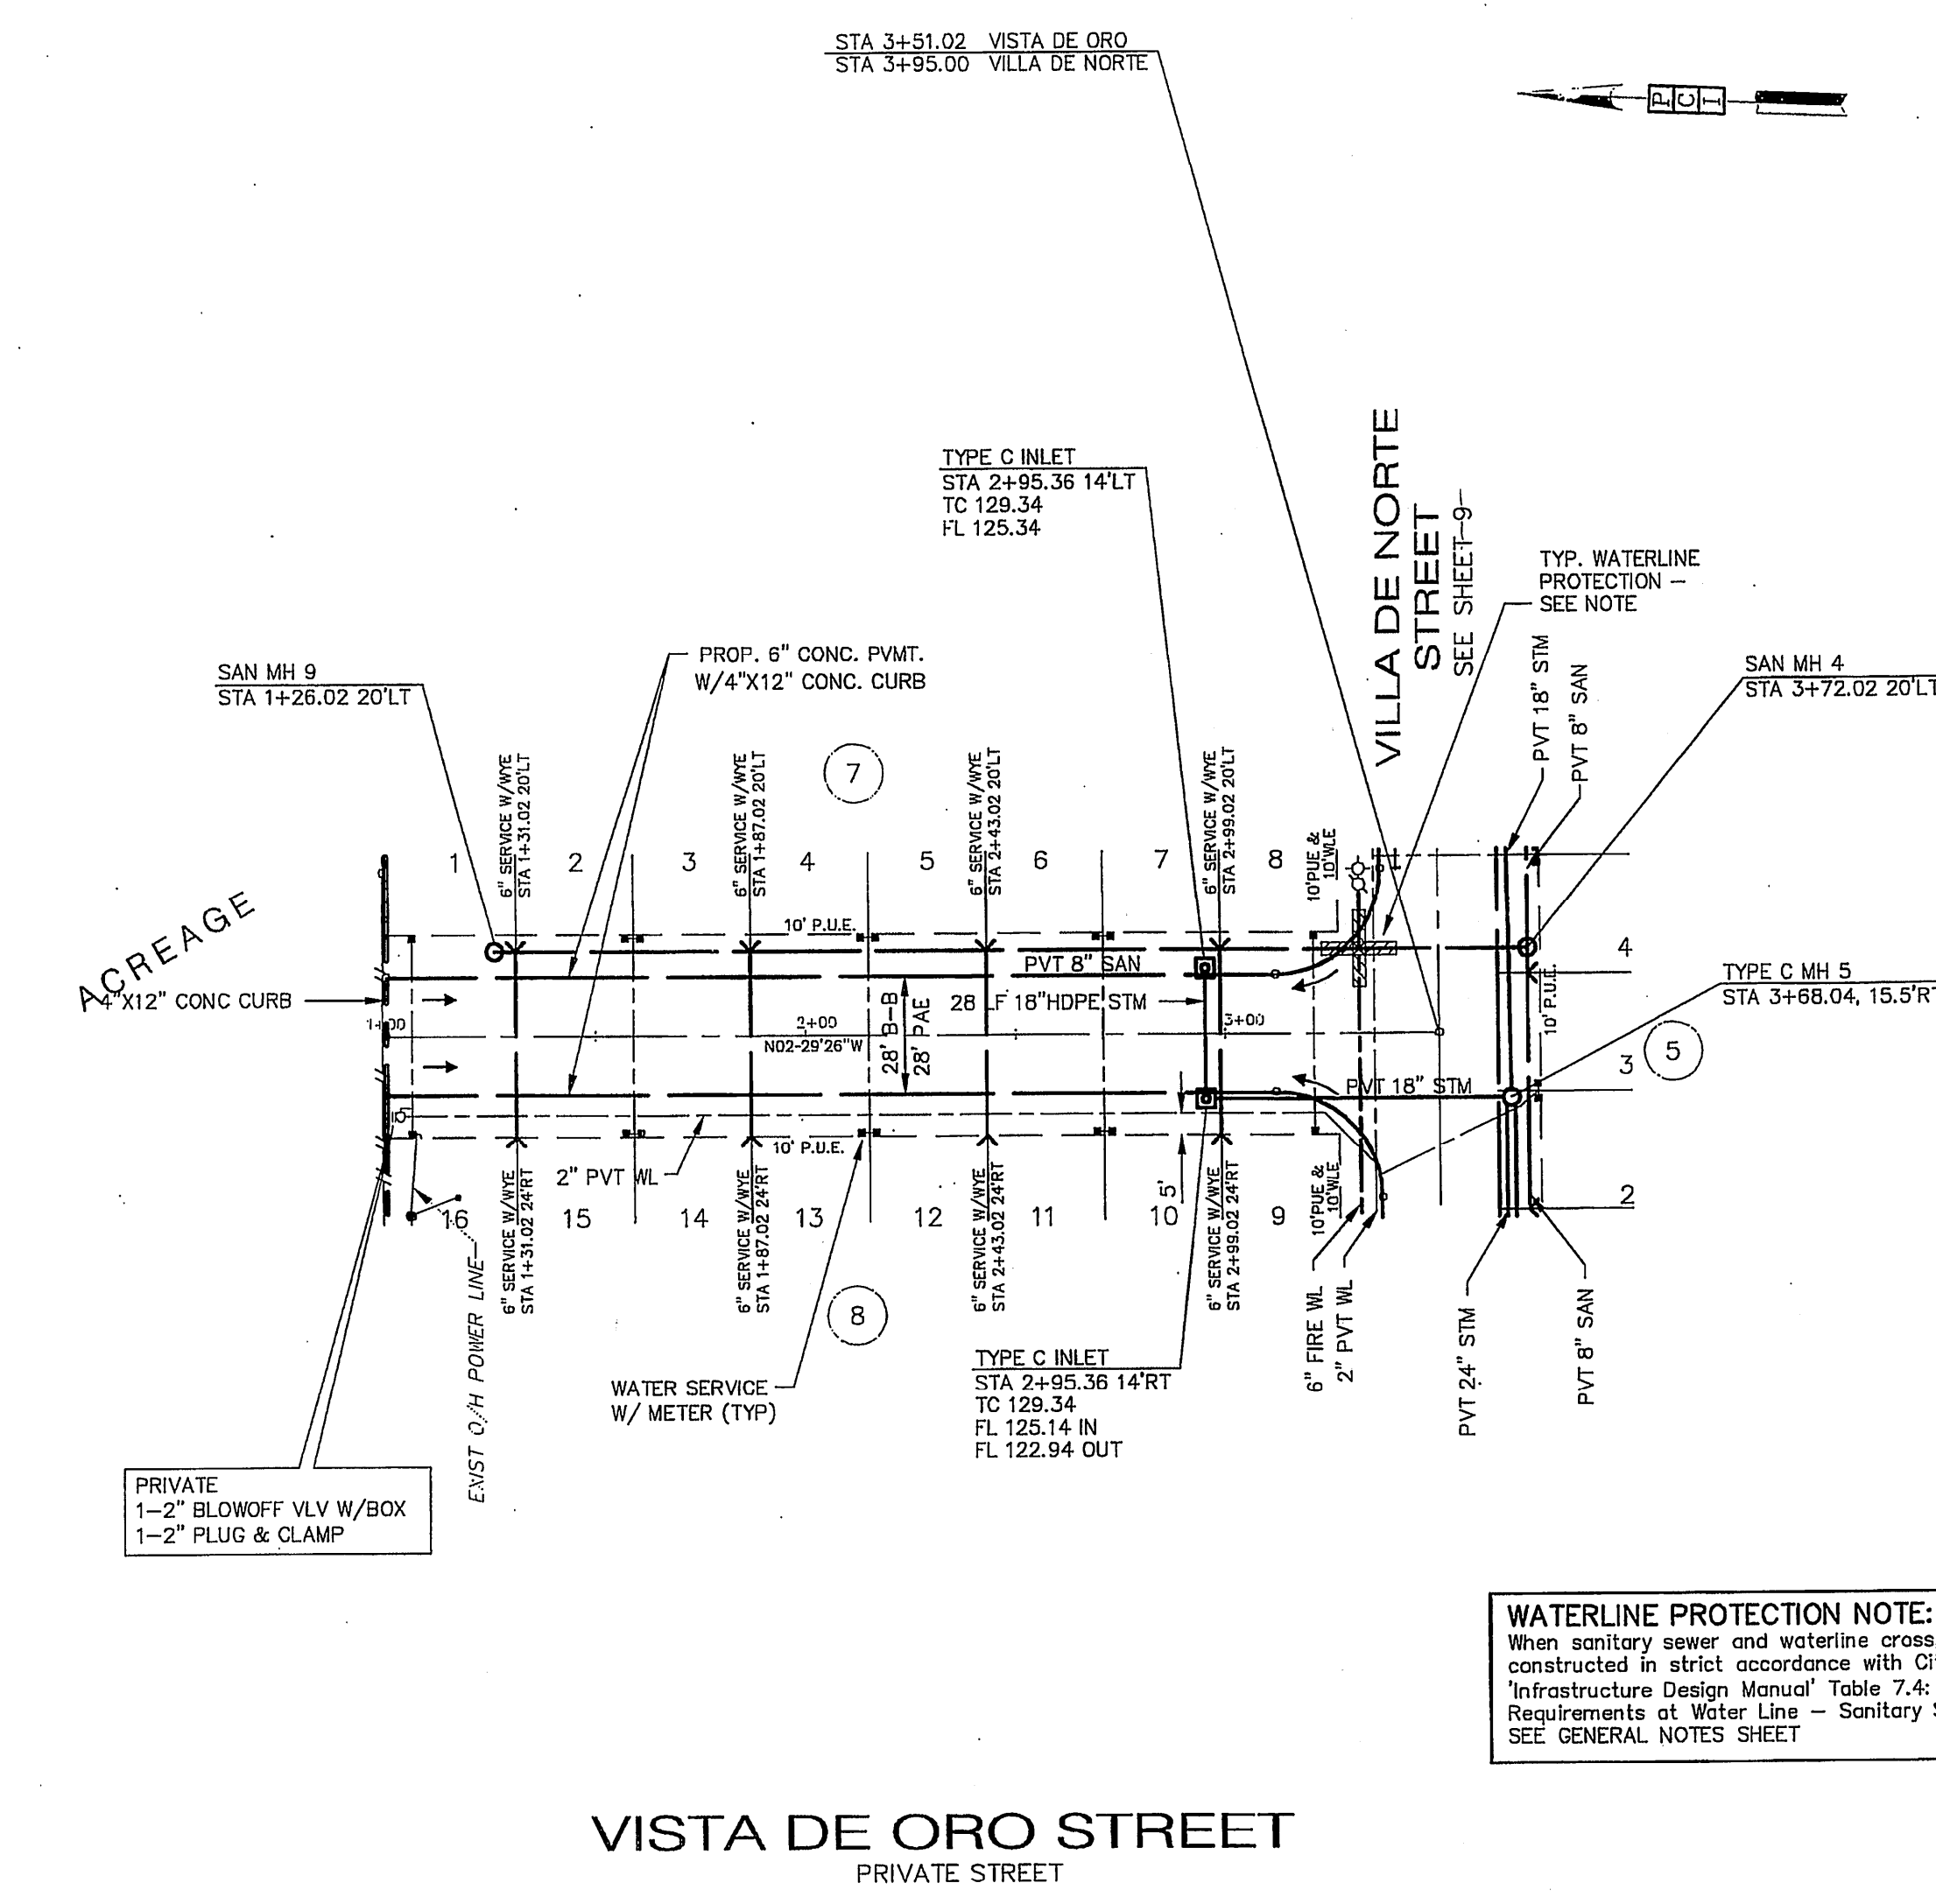 STA 3+51.02 VISTA DE ORO
STA 3+95.00 VILLA DE NORTE
P C I
TYPE C INLET
STA 2+95.36 14'LT
TC 129.34
FL 125.34
VILLA DE NORTE
STREET
SEE SHEET 9
TYP. WATERLINE
PROTECTION –
SEE NOTE
PVT 18" STM
PVT 8" SAN
SAN MH 4
STA 3+72.02 20'LT
SAN MH 9
STA 1+26.02 20'LT
PROP. 6" CONC. PVMT.
W/4"X12" CONC. CURB
7
6" SERVICE W/WYE
STA 1+31.02 20'LT
6" SERVICE W/WYE
STA 1+87.02 20'LT
6" SERVICE W/WYE
STA 2+43.02 20'LT
6" SERVICE W/WYE
STA 2+99.02 20'LT
1
2
3
4
5
6
7
8
10'PUE &
10'WLE
ACREAGE
10' P.U.E.
PVT 8" SAN
4
10' P.U.E.
TYPE C MH 5
STA 3+68.04, 15.5'RT
4"X12" CONC CURB
28' B-B
28' PAE
28 LF 18"HDPE STM
1+00
2+00
3+00
N02-29'26"W
PVT 18" STM
3
5
15
10' P.U.E.
2" PVT WL
5'
2
16
15
14
13
12
11
10
9
6" SERVICE W/WYE
STA 1+31.02 24'RT
6" SERVICE W/WYE
STA 1+87.02 24'RT
6" SERVICE W/WYE
STA 2+43.02 24'RT
6" SERVICE W/WYE
STA 2+99.02 24'RT
10'PUE &
10'WLE
EXIST O/H POWER LINE
8
6" FIRE WL
2" PVT WL
PVT 24" STM
PVT 8" SAN
WATER SERVICE
W/ METER (TYP)
TYPE C INLET
STA 2+95.36 14'RT
TC 129.34
FL 125.14 IN
FL 122.94 OUT
PRIVATE
1–2" BLOWOFF VLV W/BOX
1–2" PLUG & CLAMP
WATERLINE PROTECTION NOTE:
When sanitary sewer and waterline cross,
constructed in strict accordance with Ci
'Infrastructure Design Manual' Table 7.4:
Requirements at Water Line – Sanitary S
SEE GENERAL NOTES SHEET
VISTA DE ORO STREET
PRIVATE STREET